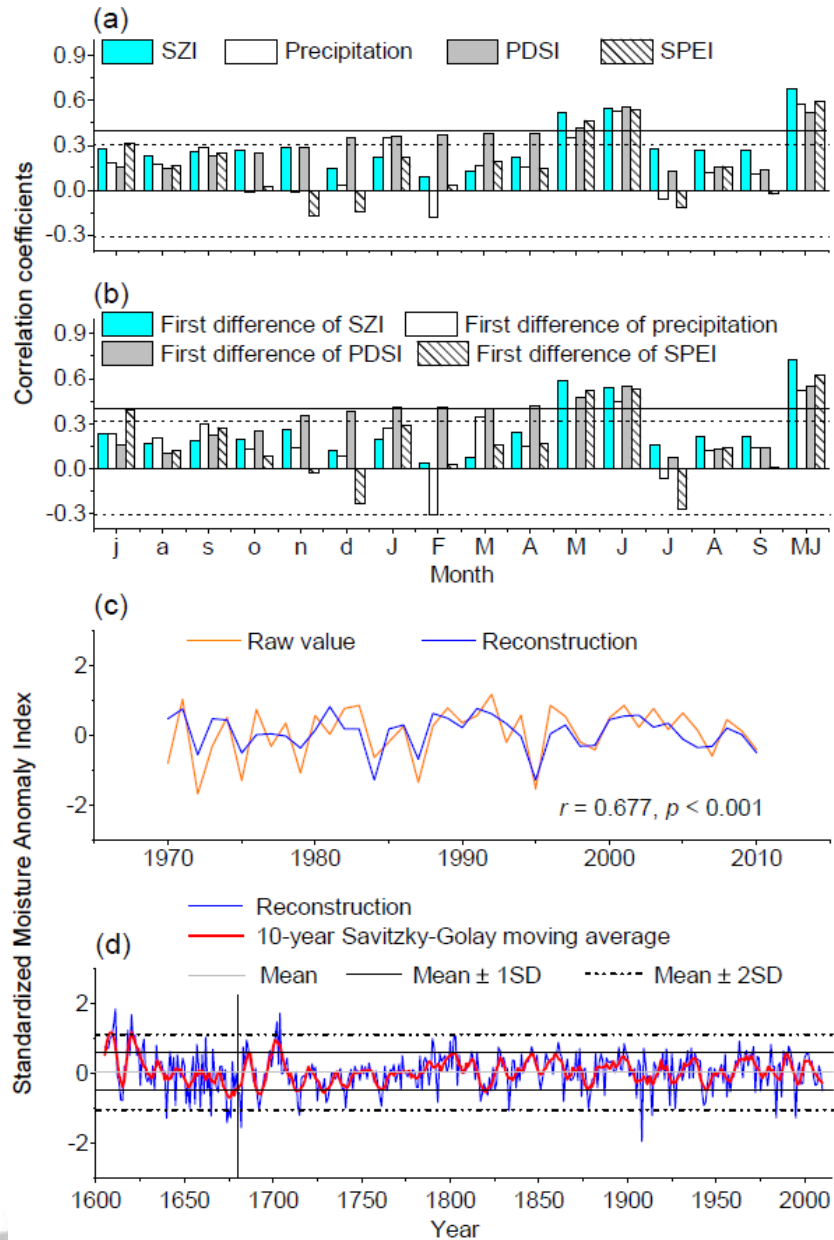 (a)
SZI Precipitation PDSI SPEI
0.9
0.6
0.3
0.0
-0.3
Correlation coefficients
(b)
First difference of SZI First difference of precipitation
First difference of PDSI First difference of SPEI
0.9
0.6
0.3
0.0
-0.3
j a s o n d J F M A M J J A S MJ
Month
(c)
Raw value Reconstruction
2
0
-2
r = 0.677, p < 0.001
1970 1980 1990 2000 2010
Standardized Moisture Anomaly Index
Reconstruction
10-year Savitzky-Golay moving average
(d)
Mean Mean ± 1SD Mean ± 2SD
2
0
-2
1600 1650 1700 1750 1800 1850 1900 1950 2000
Year